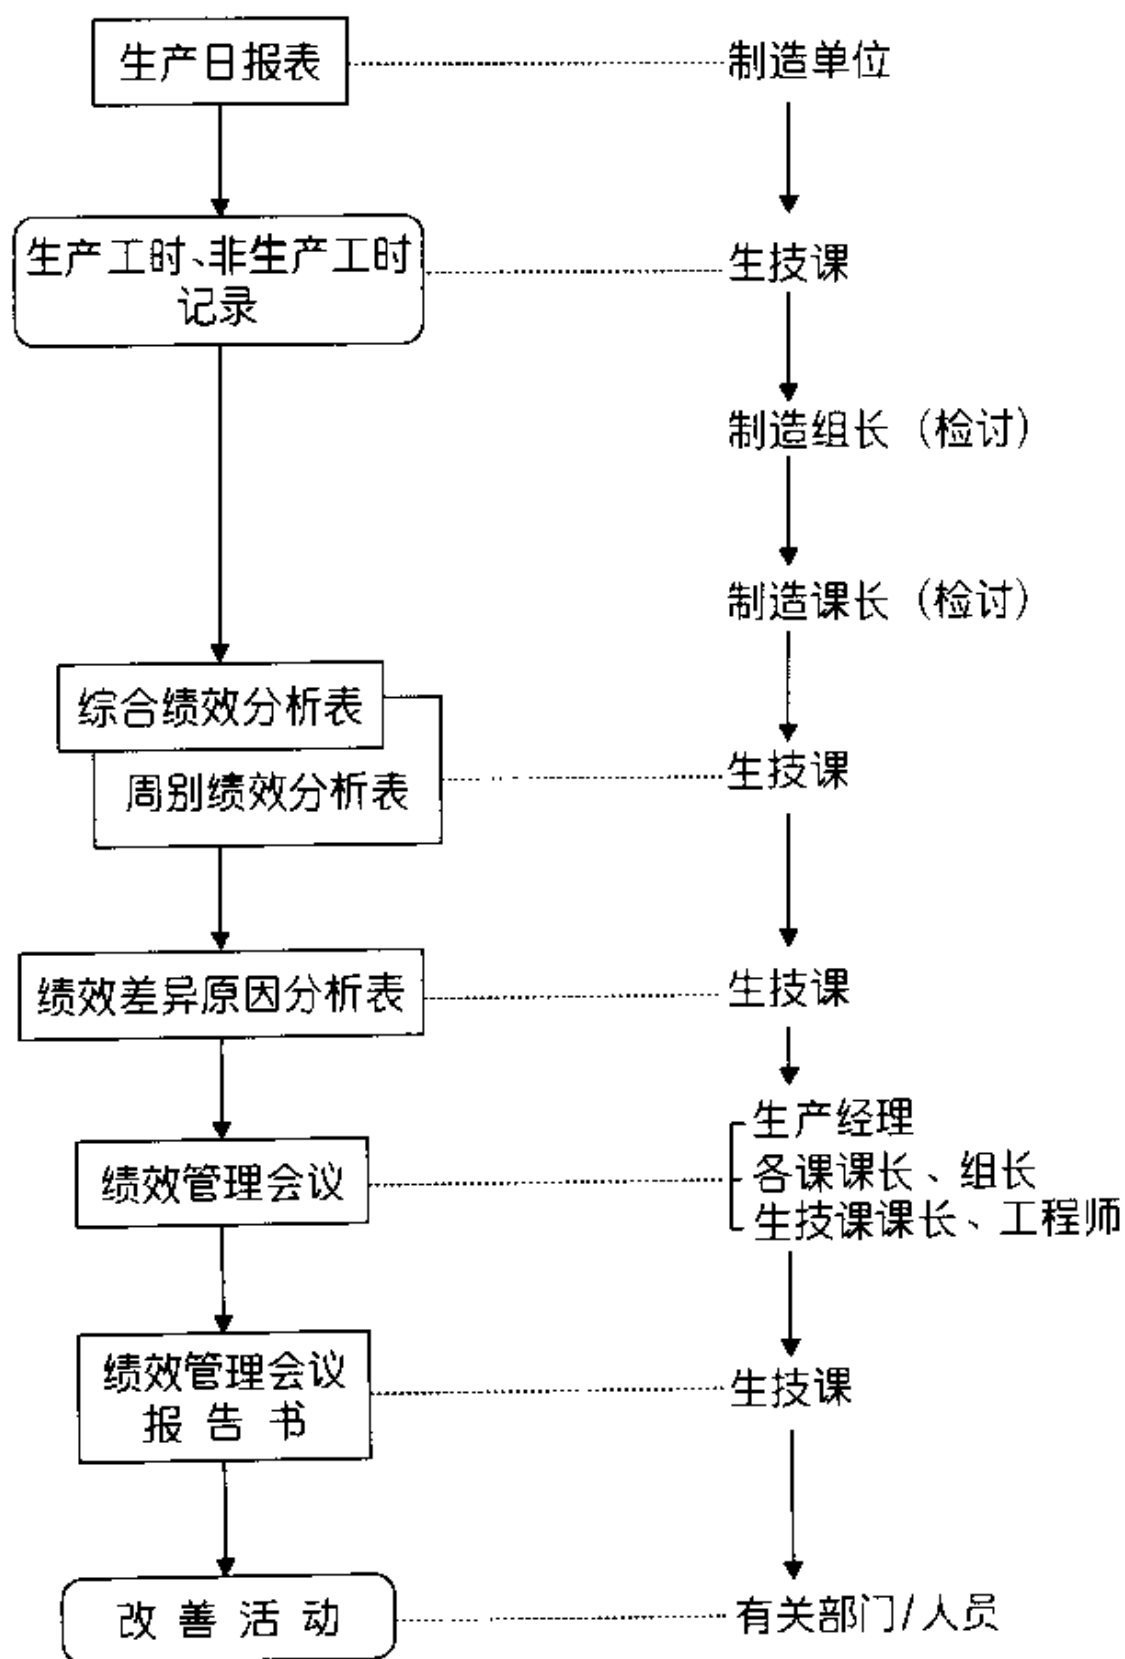 生产日报表
制造单位
生产工时、非生产工时
记录
生技课
制造组长（检讨）
制造课长（检讨）
综合绩效分析表
周别绩效分析表
生技课
绩效差异原因分析表
生技课
绩效管理会议
生产经理
各课课长、组长
生技课课长、工程师
绩效管理会议
报告书
生技课
改善活动
有关部门/人员